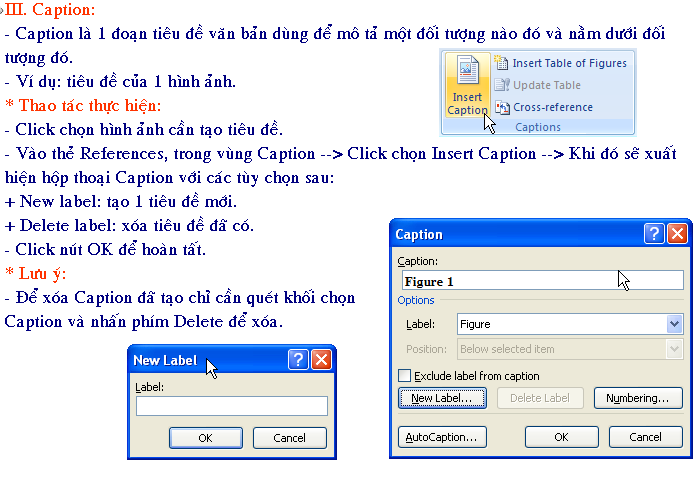 III. Caption:
- Caption là 1 đoạn tiêu đề văn bản dùng để mô tả một đối tượng nào đó và nằm dưới đối
tượng đó.
- Ví dụ: tiêu đề của 1 hình ảnh.
* Thao tác thực hiện:
- Click chọn hình ảnh cần tạo tiêu đề.
Insert Caption
Insert Table of Figures
Update Table
Cross-reference
Captions
- Vào thẻ References, trong vùng Caption --> Click chọn Insert Caption --> Khi đó sẽ xuất
hiện hộp thoại Caption với các tùy chọn sau:
+ New label: tạo 1 tiêu đề mới.
+ Delete label: xóa tiêu đề đã có.
- Click nút OK để hoàn tất.
* Lưu ý:
- Để xóa Caption đã tạo chỉ cần quét khối chọn
Caption và nhấn phím Delete để xóa.
New Label
Label:
OK
Cancel
Caption
Caption:
Figure 1
Options
Label: Figure
Position: Below selected item
Exclude label from caption
New Label... Delete Label Numbering...
AutoCaption... OK Cancel